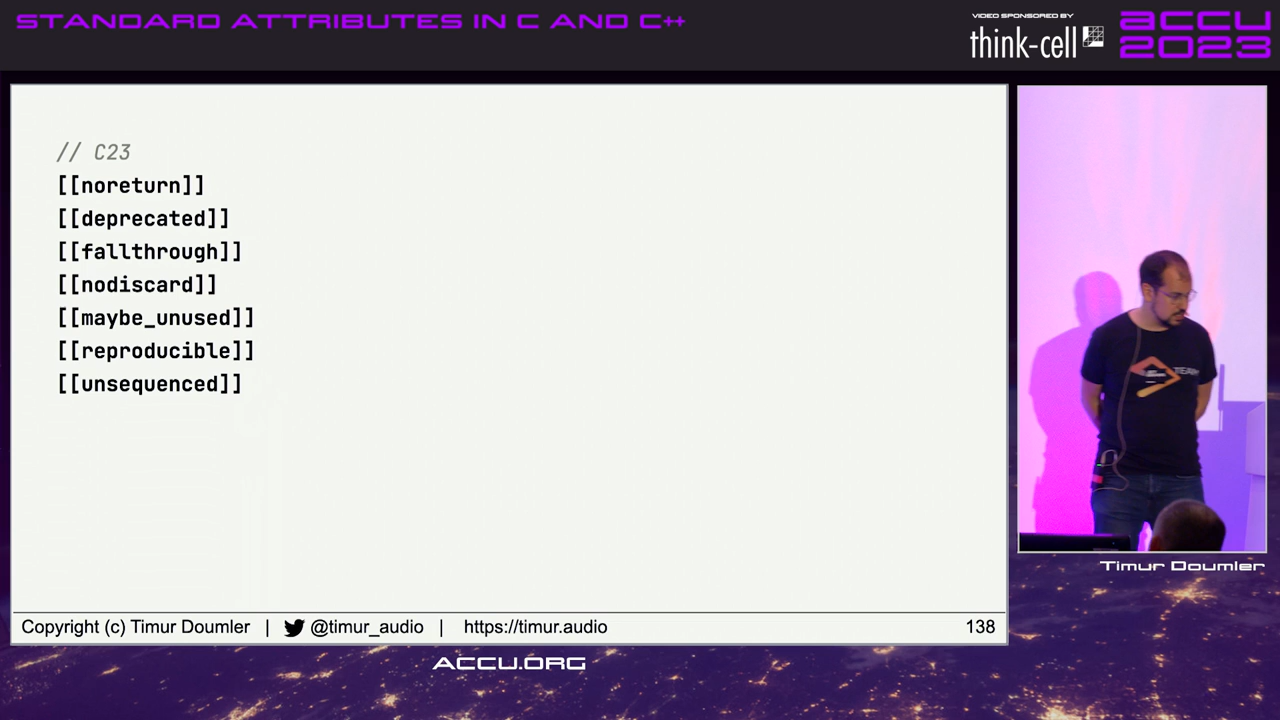 STANDARD ATTRIBUTES IN C AND C++
VIDEO SPONSORED BY
think-cell
accu
2023
// C23
[[noreturn]]
[[deprecated]]
[[fallthrough]]
[[nodiscard]]
[[maybe_unused]]
[[reproducible]]
[[unsequenced]]
TEAM
Timur Doumler
Copyright (c) Timur Doumler | @timur_audio | https://timur.audio 138
ACCU.ORG